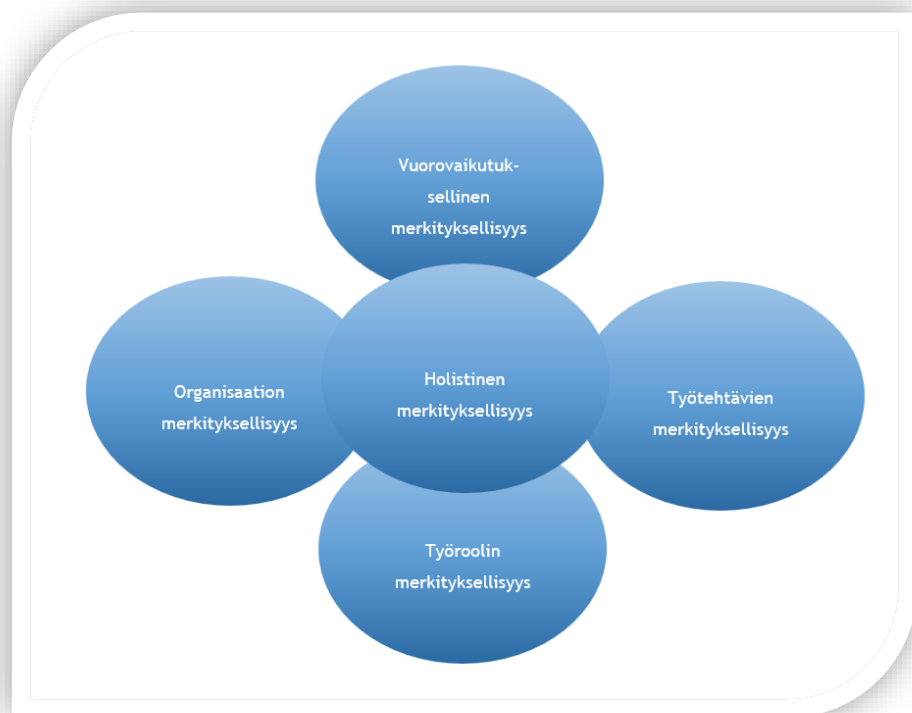 Vuorovaikutuk-
sellinen
merkityksellisyys
Organisaation
merkityksellisyys
Holistinen
merkityksellisyys
Työtehtävien
merkityksellisyys
Työroolin
merkityksellisyys